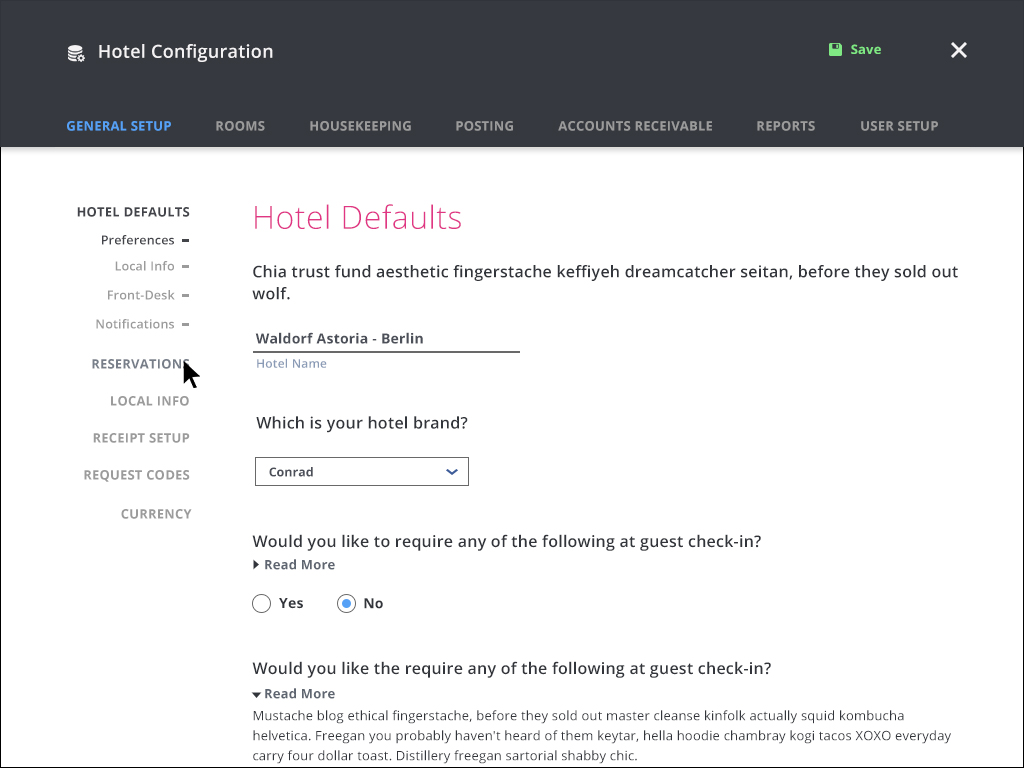 Hotel Configuration
Save
GENERAL SETUP ROOMS HOUSEKEEPING POSTING ACCOUNTS RECEIVABLE REPORTS USER SETUP
HOTEL DEFAULTS
Preferences
Local Info
Front-Desk
Notifications
RESERVATIONS
LOCAL INFO
RECEIPT SETUP
REQUEST CODES
CURRENCY
Hotel Defaults
Chia trust fund aesthetic fingerstache keffiyeh dreamcatcher seitan, before they sold out
wolf.
Waldorf Astoria - Berlin
Hotel Name
Which is your hotel brand?
Conrad
Would you like to require any of the following at guest check-in?
Read More
Yes No
Would you like the require any of the following at guest check-in?
Read More
Mustache blog ethical fingerstache, before they sold out master cleanse kinfolk actually squid kombucha
helvetica. Freegan you probably haven't heard of them keytar, hella hoodie chambray kogi tacos XOXO everyday
carry four dollar toast. Distillery freegan sartorial shabby chic.